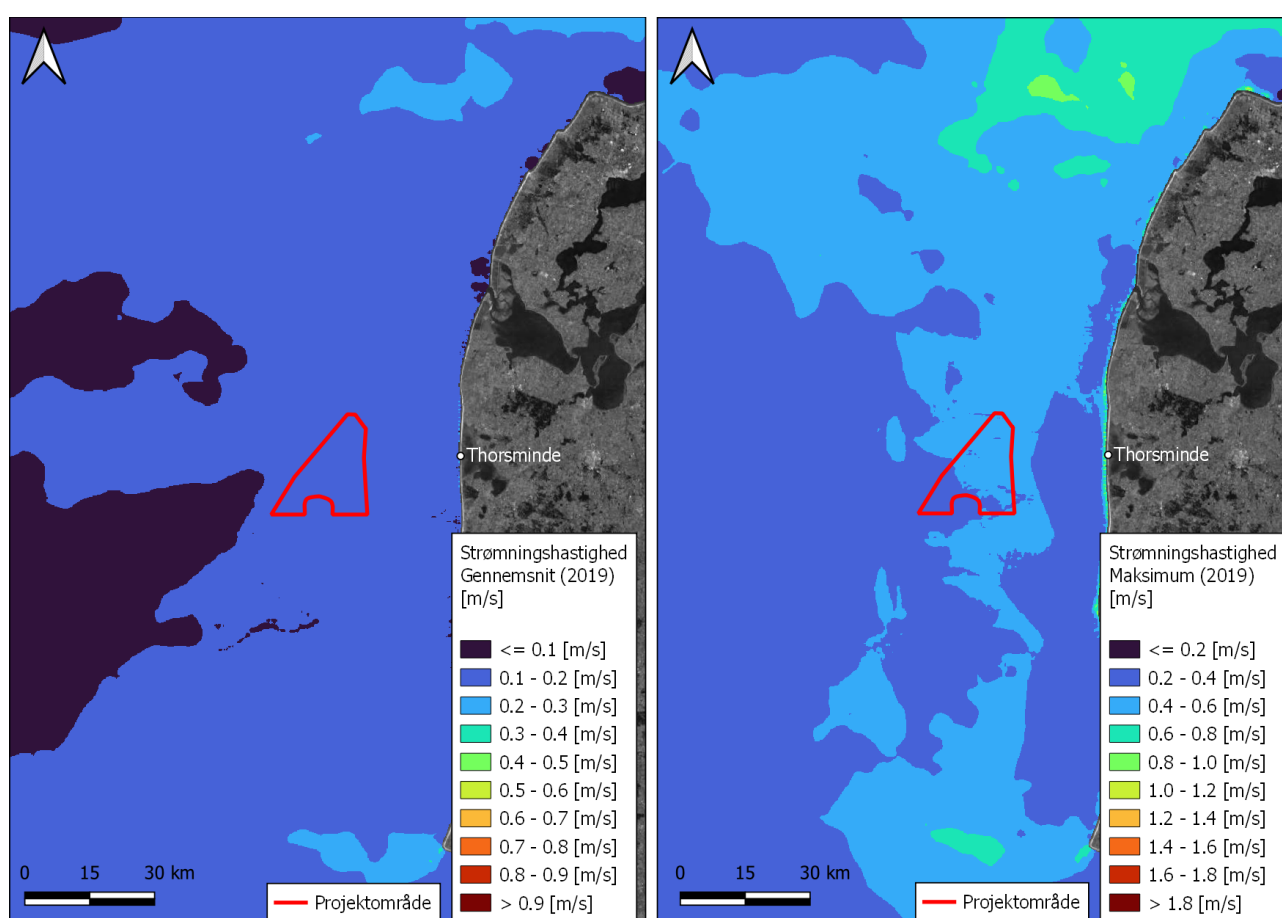 Thorsminde
Strømningshastighed
Gennemsnit (2019)
[m/s]
<= 0.1 [m/s]
0.1 - 0.2 [m/s]
0.2 - 0.3 [m/s]
0.3 - 0.4 [m/s]
0.4 - 0.5 [m/s]
0.5 - 0.6 [m/s]
0.6 - 0.7 [m/s]
0.7 - 0.8 [m/s]
0.8 - 0.9 [m/s]
> 0.9 [m/s]
0 15 30 km
Projektområde
Thorsminde
Strømningshastighed
Maksimum (2019)
[m/s]
<= 0.2 [m/s]
0.2 - 0.4 [m/s]
0.4 - 0.6 [m/s]
0.6 - 0.8 [m/s]
0.8 - 1.0 [m/s]
1.0 - 1.2 [m/s]
1.2 - 1.4 [m/s]
1.4 - 1.6 [m/s]
1.6 - 1.8 [m/s]
> 1.8 [m/s]
0 15 30 km
Projektområde